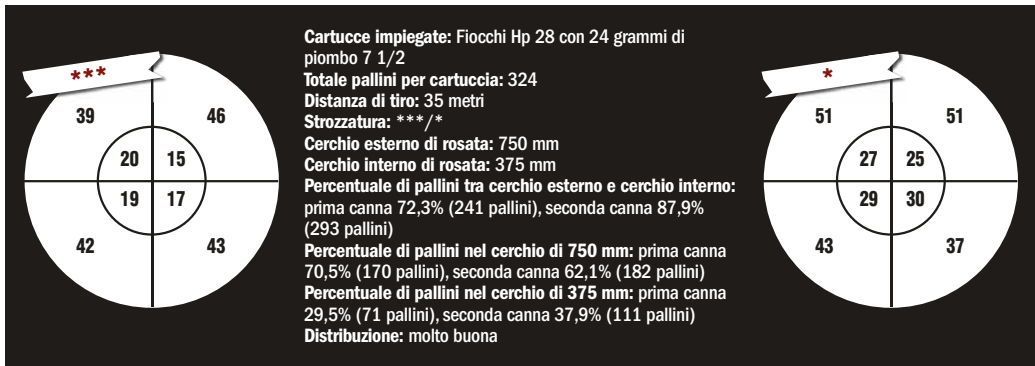 ***
39 46
20 15
19 17
42 43
Cartucce impiegate: Fiocchi Hp 28 con 24 grammi di
piombo 7 1/2
Totale pallini per cartuccia: 324
Distanza di tiro: 35 metri
Strozzatura: ***/*
Cerchio esterno di rosata: 750 mm
Cerchio interno di rosata: 375 mm
Percentuale di pallini tra cerchio esterno e cerchio interno:
prima canna 72,3% (241 pallini), seconda canna 87,9%
(293 pallini)
Percentuale di pallini nel cerchio di 750 mm: prima canna
70,5% (170 pallini), seconda canna 62,1% (182 pallini)
Percentuale di pallini nel cerchio di 375 mm: prima canna
29,5% (71 pallini), seconda canna 37,9% (111 pallini)
Distribuzione: molto buona
*
51 51
27 25
29 30
43 37